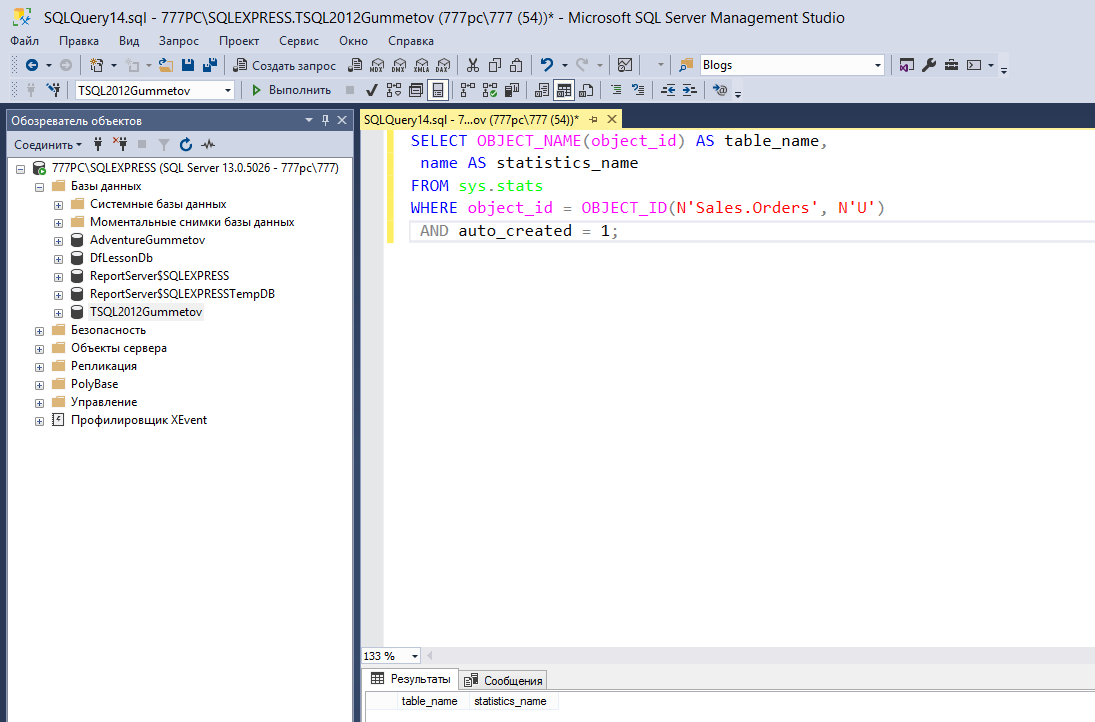 SQLQuery14.sql - 777PC\SQLEXPRESS.TSQL2012Gummetov (777pc\777 (54))* - Microsoft SQL Server Management Studio
Файл Правка Вид Запрос Проект Сервис Окно Справка
Создать запрос MDX DMX XMLA DAX Blogs
TSQL2012Gummetov Выполнить
Обозреватель объектов
SQLQuery14.sql - 7...ov (777pc\777 (54))*
Соединить
777PC\SQLEXPRESS (SQL Server 13.0.5026 - 777pc\777)
Базы данных
Системные базы данных
Моментальные снимки базы данных
AdventureGummetov
DfLessonDb
ReportServer$SQLEXPRESS
ReportServer$SQLEXPRESSTempDB
TSQL2012Gummetov
Безопасность
Объекты сервера
Репликация
PolyBase
Управление
Профилировщик XEvent
SELECT OBJECT_NAME(object_id) AS table_name,
name AS statistics_name
FROM sys.stats
WHERE object_id = OBJECT_ID(N'Sales.Orders', N'U')
AND auto_created = 1;
133 %
Результаты Сообщения
table_name statistics_name